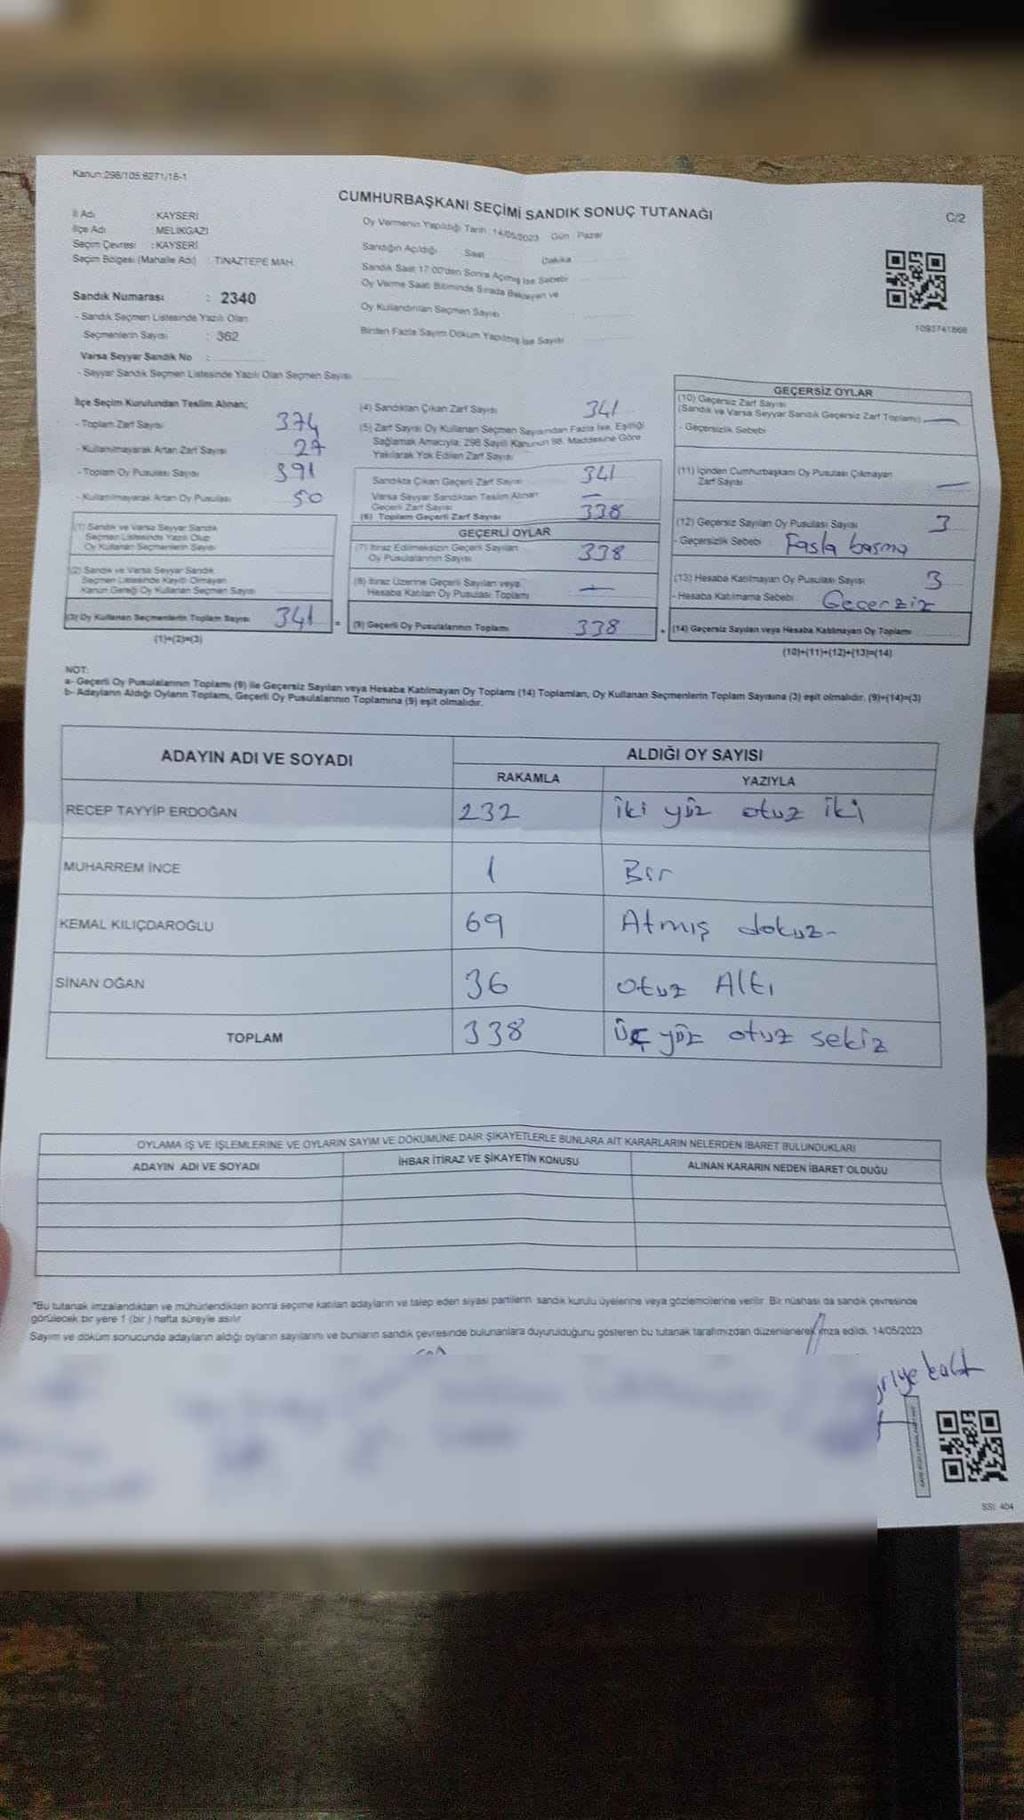 Kanun:298/105:6271/16-1
CUMHURBAŞKANI SEÇİMİ SANDIK SONUÇ TUTANAĞI
C/2
İl Adı : KAYSERİ
İlçe Adı MELİKGAZİ
Seçim Çevresi : KAYSERİ
Seçim Bölgesi (Mahalle Adı) : TINAZTEPE MAH.
Sandık Numarası : 2340
- Sandık Seçmen Listesinde Yazılı Olan
Seçmenlerin Sayısı : 362
Varsa Seyyar Sandık No :
- Seyyar Sandık Seçmen Listesinde Yazılı Olan Seçmen Sayısı
Oy Vermenin Yapıldığı Tarih : 14/05/2023 Gün : Pazar
Sandığın Açıldığı Saat Dakika
Sandık Saat 17:00'den Sonra Açılmış İse Sebebi
Oy Verme Saati Bitiminde Sırada Bekleyen ve
Oy Kullandırılan Seçmen Sayısı
Birden Fazla Sayım Döküm Yapılmış İse Sayısı
1093741868
İlçe Seçim Kurulundan Teslim Alınan;
- Toplam Zarf Sayısı 374
- Kullanılmayarak Artan Zarf Sayısı 27
- Toplam Oy Pusulası Sayısı 391
- Kullanılmayarak Artan Oy Pusulası 50
(1) Sandık ve Varsa Seyyar Sandık
Seçmen Listesinde Yazılı Olup
Oy Kullanan Seçmenlerin Sayısı
(2) Sandık ve Varsa Seyyar Sandık
Seçmen Listesinde Kayıtlı Olmayan
Kanun Gereği Oy Kullanan Seçmen Sayısı
(3) Oy Kullanan Seçmenlerin Toplam Sayısı 341 =
(1)+(2)=(3)
(4) Sandıktan Çıkan Zarf Sayısı 341
(5) Zarf Sayısı Oy Kullanan Seçmen Sayısından Fazla İse, Eşitliği
Sağlamak Amacıyla; 298 Sayılı Kanunun 98. Maddesine Göre
Yakılarak Yok Edilen Zarf Sayısı
Sandıkta Çıkan Geçerli Zarf Sayısı 341
Varsa Seyyar Sandıktan Teslim Alınan
Geçerli Zarf Sayısı —
(6) Toplam Geçerli Zarf Sayısı 338
GEÇERLİ OYLAR
(7) İtiraz Edilmeksizin Geçerli Sayılan
Oy Pusulalarının Sayısı 338
(8) İtiraz Üzerine Geçerli Sayılan veya
Hesaba Katılan Oy Pusulası Toplamı —
(9) Geçerli Oy Pusulalarının Toplamı 338 +
GEÇERSİZ OYLAR
(10) Geçersiz Zarf Sayısı
(Sandık ve Varsa Seyyar Sandık Geçersiz Zarf Toplamı) —
- Geçersizlik Sebebi
(11) İçinden Cumhurbaşkanı Oy Pusulası Çıkmayan
Zarf Sayısı —
(12) Geçersiz Sayılan Oy Pusulası Sayısı 3
- Geçersizlik Sebebi Fasla basma
(13) Hesaba Katılmayan Oy Pusulası Sayısı 3
- Hesaba Katılmama Sebebi Geçersiz
(14) Geçersiz Sayılan veya Hesaba Katılmayan Oy Toplamı
(10)+(11)+(12)+(13)=(14)
NOT:
a- Geçerli Oy Pusulalarının Toplamı (9) ile Geçersiz Sayılan veya Hesaba Katılmayan Oy Toplamı (14) Toplamları, Oy Kullanan Seçmenlerin Toplam Sayısına (3) eşit olmalıdır. (9)+(14)=(3)
b- Adayların Aldığı Oyların Toplamı, Geçerli Oy Pusulalarının Toplamına (9) eşit olmalıdır.
ADAYIN ADI VE SOYADI
ALDIĞI OY SAYISI
RAKAMLA YAZIYLA
RECEP TAYYİP ERDOĞAN 232 iki yüz otuz iki
MUHARREM İNCE 1 Bir
KEMAL KILIÇDAROĞLU 69 Atmış dokuz-
SİNAN OĞAN 36 otuz Altı
TOPLAM 338 üç yüz otuz sekiz
OYLAMA İŞ VE İŞLEMLERİNE VE OYLARIN SAYIM VE DÖKÜMÜNE DAİR ŞİKAYETLERLE BUNLARA AİT KARARLARIN NELERDEN İBARET BULUNDUKLARI
ADAYIN ADI VE SOYADI
İHBAR İTİRAZ VE ŞİKAYETİN KONUSU
ALINAN KARARIN NEDEN İBARET OLDUĞU
*Bu tutanak imzalandıktan ve mühürlendikten sonra seçime katılan adayların ve talep eden siyasi partilerin sandık kurulu üyelerine veya gözlemcilerine verilir. Bir nüshası da sandık çevresinde
görülecek bir yere 1 (bir ) hafta süreyle asılır.
Sayım ve döküm sonucunda adayların aldığı oyların sayılarını ve bunların sandık çevresinde bulunanlara duyurulduğunu gösteren bu tutanak tarafımızdan düzenlenerek imza edildi. 14/05/2023
SSI: 404